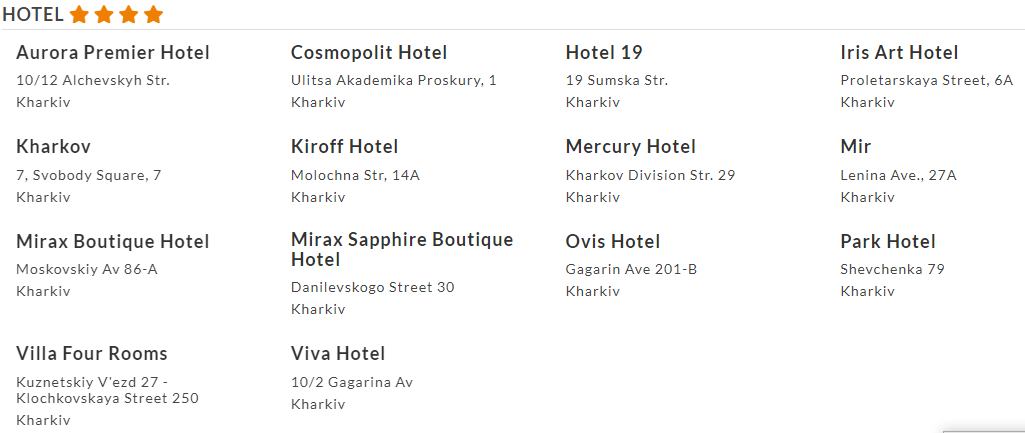 HOTEL
Aurora Premier Hotel
10/12 Alchevskyh Str.
Kharkiv
Cosmopolit Hotel
Ulitsa Akademika Proskury, 1
Kharkiv
Hotel 19
19 Sumska Str.
Kharkiv
Iris Art Hotel
Proletarskaya Street, 6A
Kharkiv
Kharkov
7, Svobody Square, 7
Kharkiv
Kiroff Hotel
Molochna Str, 14A
Kharkiv
Mercury Hotel
Kharkov Division Str. 29
Kharkiv
Mir
Lenina Ave., 27A
Kharkiv
Mirax Boutique Hotel
Moskovskiy Av 86-A
Kharkiv
Mirax Sapphire Boutique
Hotel
Danilevskogo Street 30
Kharkiv
Ovis Hotel
Gagarin Ave 201-B
Kharkiv
Park Hotel
Shevchenka 79
Kharkiv
Villa Four Rooms
Kuznetskiy V'ezd 27 -
Klochkovskaya Street 250
Kharkiv
Viva Hotel
10/2 Gagarina Av
Kharkiv